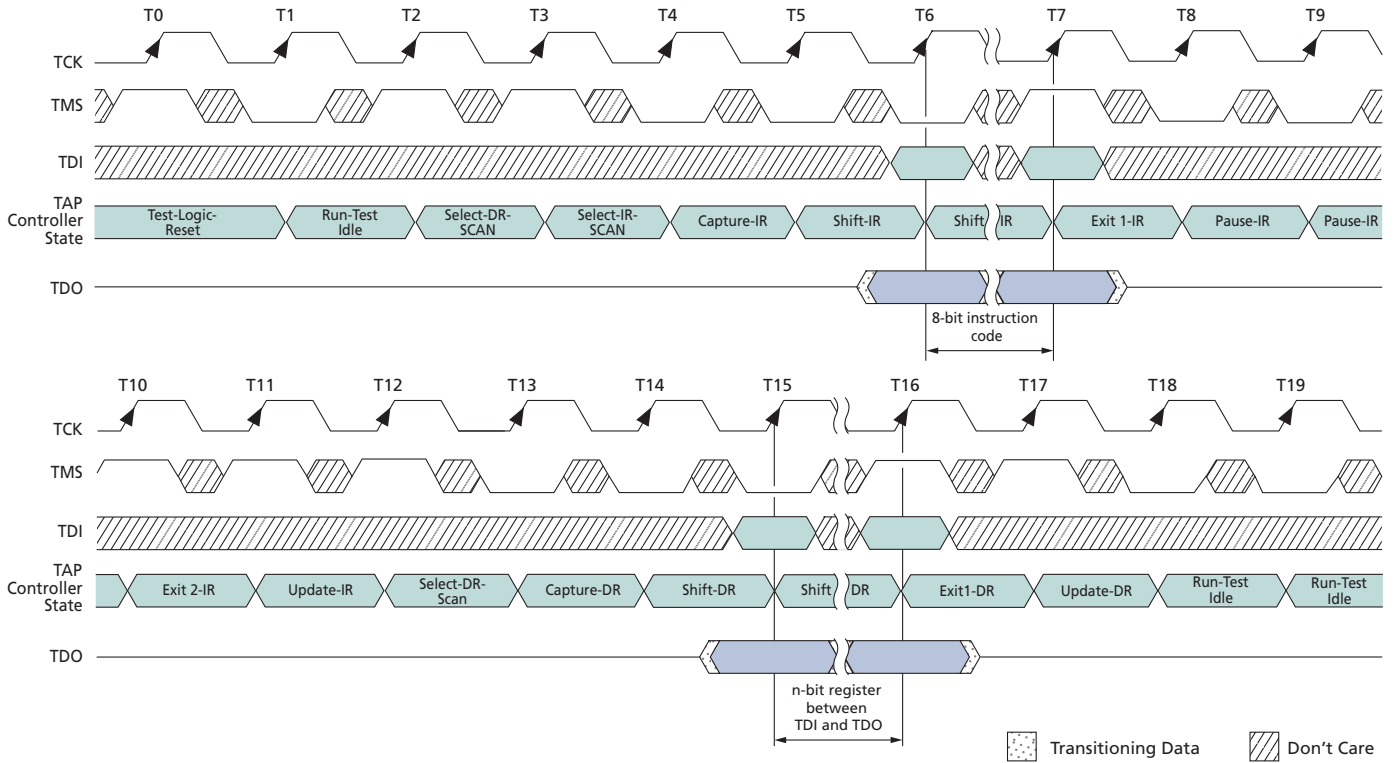 T0 T1 T2 T3 T4 T5 T6 T7 T8 T9
TCK
TMS
TDI
TAP
Controller
State
Test-Logic-
Reset
Run-Test
Idle
Select-DR-
SCAN
Select-IR-
SCAN
Capture-IR
Shift-IR
Shift IR
Exit 1-IR
Pause-IR
Pause-IR
TDO
8-bit instruction
code
T10 T11 T12 T13 T14 T15 T16 T17 T18 T19
TCK
TMS
TDI
TAP
Controller
State
Exit 2-IR
Update-IR
Select-DR-
Scan
Capture-DR
Shift-DR
Shift DR
Exit1-DR
Update-DR
Run-Test
Idle
Run-Test
Idle
TDO
n-bit register
between
TDI and TDO
Transitioning Data
Don't Care